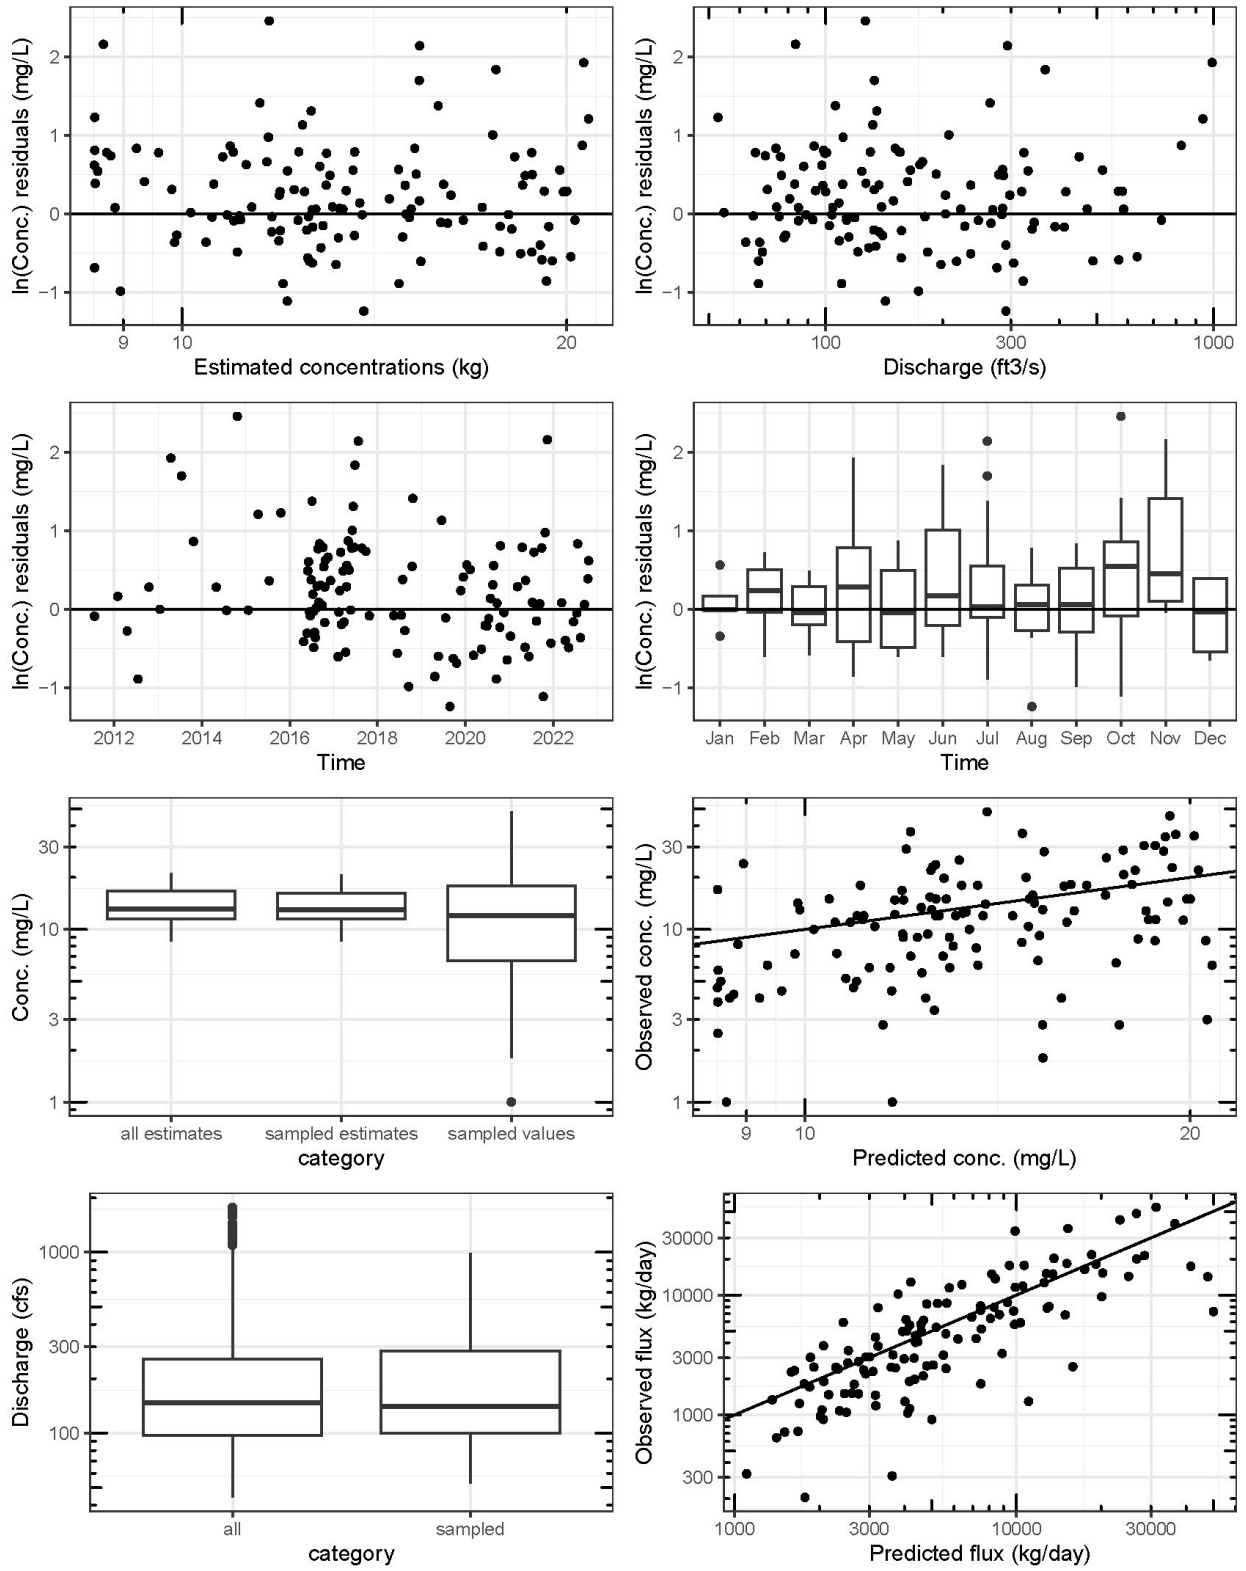 ln(Conc.) residuals (mg/L)
2
1
0
−1
9
10
20
Estimated concentrations (kg)
ln(Conc.) residuals (mg/L)
2
1
0
−1
100
300
1000
Discharge (ft3/s)
ln(Conc.) residuals (mg/L)
2
1
0
−1
2012
2014
2016
2018
2020
2022
Time
ln(Conc.) residuals (mg/L)
2
1
0
−1
Jan
Feb
Mar
Apr
May
Jun
Jul
Aug
Sep
Oct
Nov
Dec
Time
Conc. (mg/L)
30
10
3
1
all estimates
sampled estimates
sampled values
category
Observed conc. (mg/L)
30
10
3
1
9
10
20
Predicted conc. (mg/L)
Discharge (cfs)
1000
300
100
all
sampled
category
Observed flux (kg/day)
30000
10000
3000
1000
300
1000
3000
10000
30000
Predicted flux (kg/day)